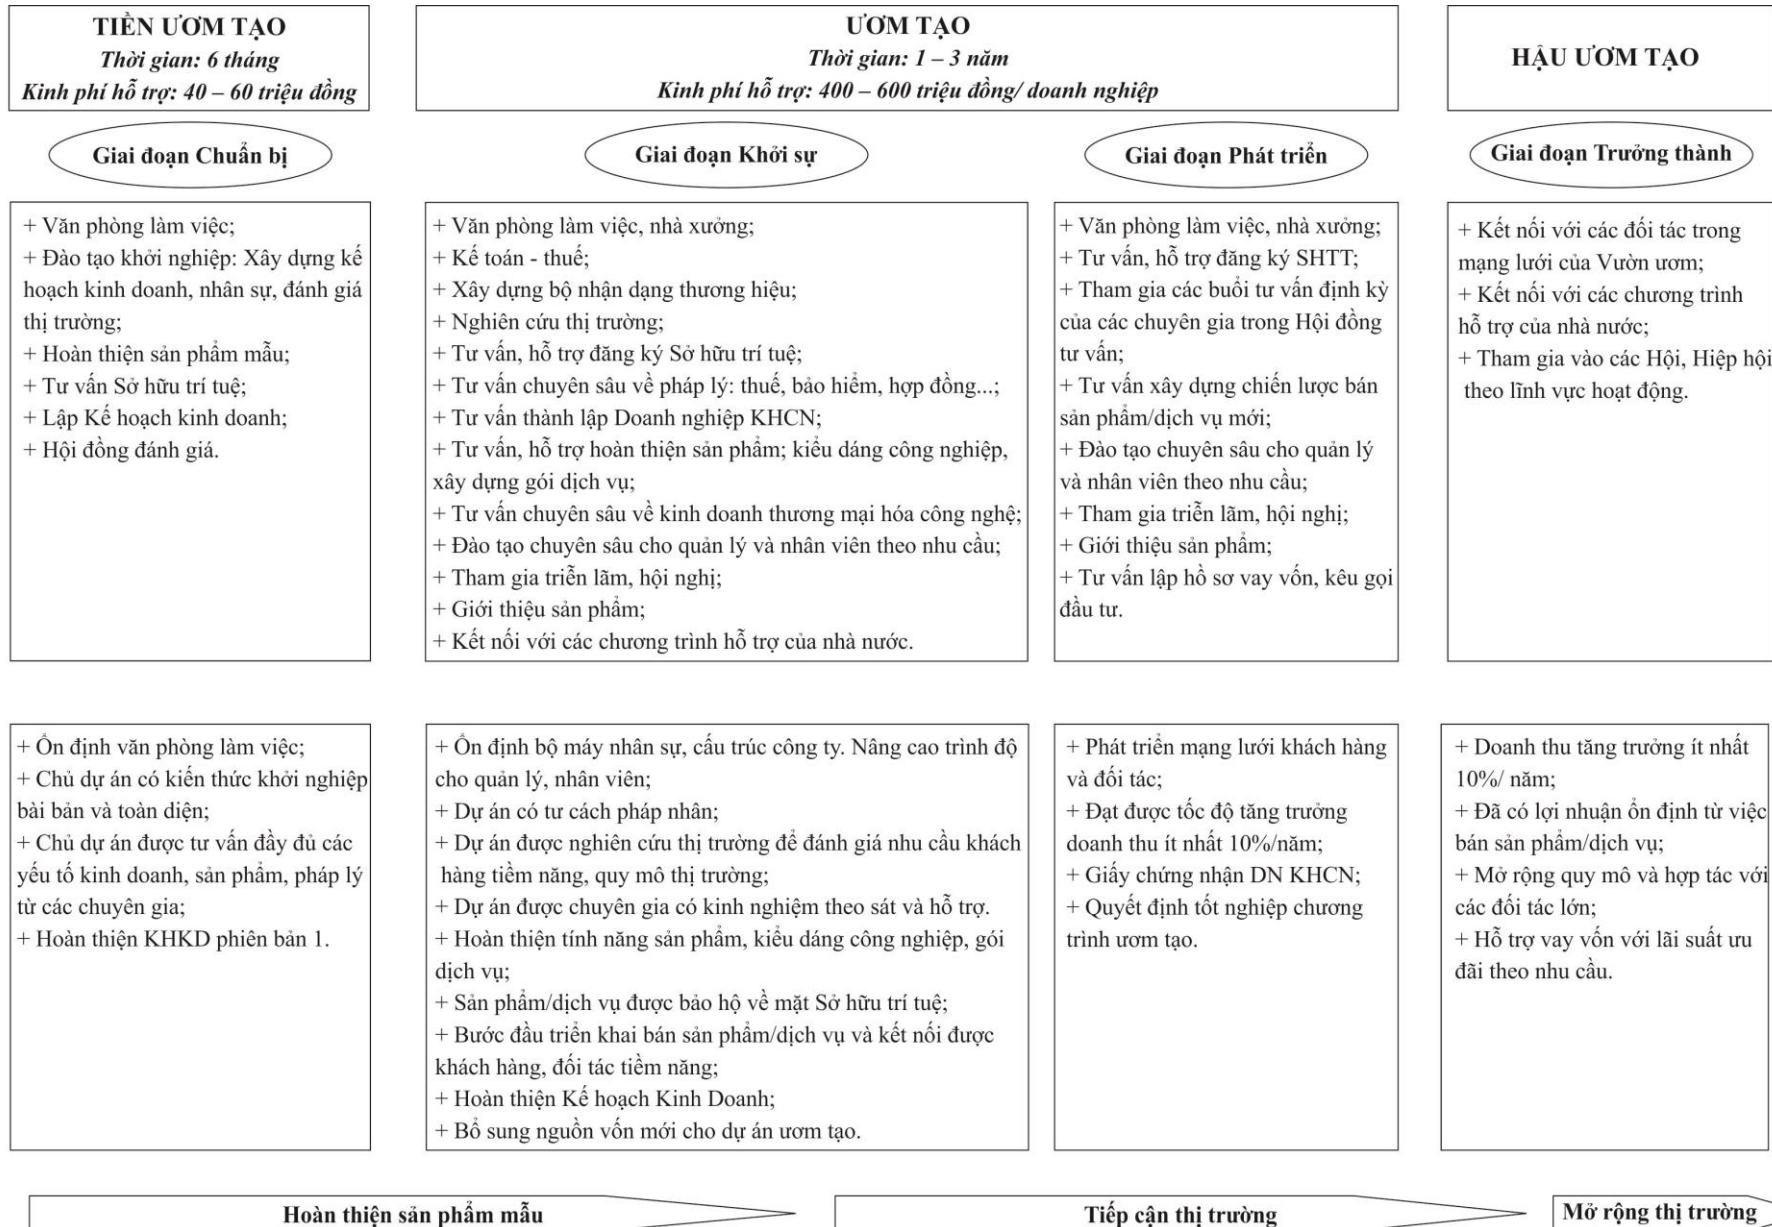 TIỀN ƯƠM TẠO
Thời gian: 6 tháng
Kinh phí hỗ trợ: 40 – 60 triệu đồng
ƯƠM TẠO
Thời gian: 1 – 3 năm
Kinh phí hỗ trợ: 400 – 600 triệu đồng/ doanh nghiệp
HẬU ƯƠM TẠO
Giai đoạn Chuẩn bị
Giai đoạn Khởi sự
Giai đoạn Phát triển
Giai đoạn Trưởng thành
+ Văn phòng làm việc;
+ Đào tạo khởi nghiệp: Xây dựng kế
hoạch kinh doanh, nhân sự, đánh giá
thị trường;
+ Hoàn thiện sản phẩm mẫu;
+ Tư vấn Sở hữu trí tuệ;
+ Lập Kế hoạch kinh doanh;
+ Hội đồng đánh giá.
+ Văn phòng làm việc, nhà xưởng;
+ Kế toán - thuế;
+ Xây dựng bộ nhận dạng thương hiệu;
+ Nghiên cứu thị trường;
+ Tư vấn, hỗ trợ đăng ký Sở hữu trí tuệ;
+ Tư vấn chuyên sâu về pháp lý: thuế, bảo hiểm, hợp đồng...;
+ Tư vấn thành lập Doanh nghiệp KHCN;
+ Tư vấn, hỗ trợ hoàn thiện sản phẩm; kiểu dáng công nghiệp,
xây dựng gói dịch vụ;
+ Tư vấn chuyên sâu về kinh doanh thương mại hóa công nghệ;
+ Đào tạo chuyên sâu cho quản lý và nhân viên theo nhu cầu;
+ Tham gia triễn lãm, hội nghị;
+ Giới thiệu sản phẩm;
+ Kết nối với các chương trình hỗ trợ của nhà nước.
+ Văn phòng làm việc, nhà xưởng;
+ Tư vấn, hỗ trợ đăng ký SHTT;
+ Tham gia các buổi tư vấn định kỳ
của các chuyên gia trong Hội đồng
tư vấn;
+ Tư vấn xây dựng chiến lược bán
sản phẩm/dịch vụ mới;
+ Đào tạo chuyên sâu cho quản lý
và nhân viên theo nhu cầu;
+ Tham gia triễn lãm, hội nghị;
+ Giới thiệu sản phẩm;
+ Tư vấn lập hồ sơ vay vốn, kêu gọi
đầu tư.
+ Kết nối với các đối tác trong
mạng lưới của Vườn ươm;
+ Kết nối với các chương trình
hỗ trợ của nhà nước;
+ Tham gia vào các Hội, Hiệp hội
theo lĩnh vực hoạt động.
+ Ổn định văn phòng làm việc;
+ Chủ dự án có kiến thức khởi nghiệp
bài bản và toàn diện;
+ Chủ dự án được tư vấn đầy đủ các
yếu tố kinh doanh, sản phẩm, pháp lý
từ các chuyên gia;
+ Hoàn thiện KHKD phiên bản 1.
+ Ổn định bộ máy nhân sự, cấu trúc công ty. Nâng cao trình độ
cho quản lý, nhân viên;
+ Dự án có tư cách pháp nhân;
+ Dự án được nghiên cứu thị trường để đánh giá nhu cầu khách
hàng tiềm năng, quy mô thị trường;
+ Dự án được chuyên gia có kinh nghiệm theo sát và hỗ trợ.
+ Hoàn thiện tính năng sản phẩm, kiểu dáng công nghiệp, gói
dịch vụ;
+ Sản phẩm/dịch vụ được bảo hộ về mặt Sở hữu trí tuệ;
+ Bước đầu triển khai bán sản phẩm/dịch vụ và kết nối được
khách hàng, đối tác tiềm năng;
+ Hoàn thiện Kế hoạch Kinh Doanh;
+ Bổ sung nguồn vốn mới cho dự án ươm tạo.
+ Phát triển mạng lưới khách hàng
và đối tác;
+ Đạt được tốc độ tăng trưởng
doanh thu ít nhất 10%/năm;
+ Giấy chứng nhận DN KHCN;
+ Quyết định tốt nghiệp chương
trình ươm tạo.
+ Doanh thu tăng trưởng ít nhất
10%/ năm;
+ Đã có lợi nhuận ổn định từ việc
bán sản phẩm/dịch vụ;
+ Mở rộng quy mô và hợp tác với
các đối tác lớn;
+ Hỗ trợ vay vốn với lãi suất ưu
đãi theo nhu cầu.
Hoàn thiện sản phẩm mẫu
Tiếp cận thị trường
Mở rộng thị trường